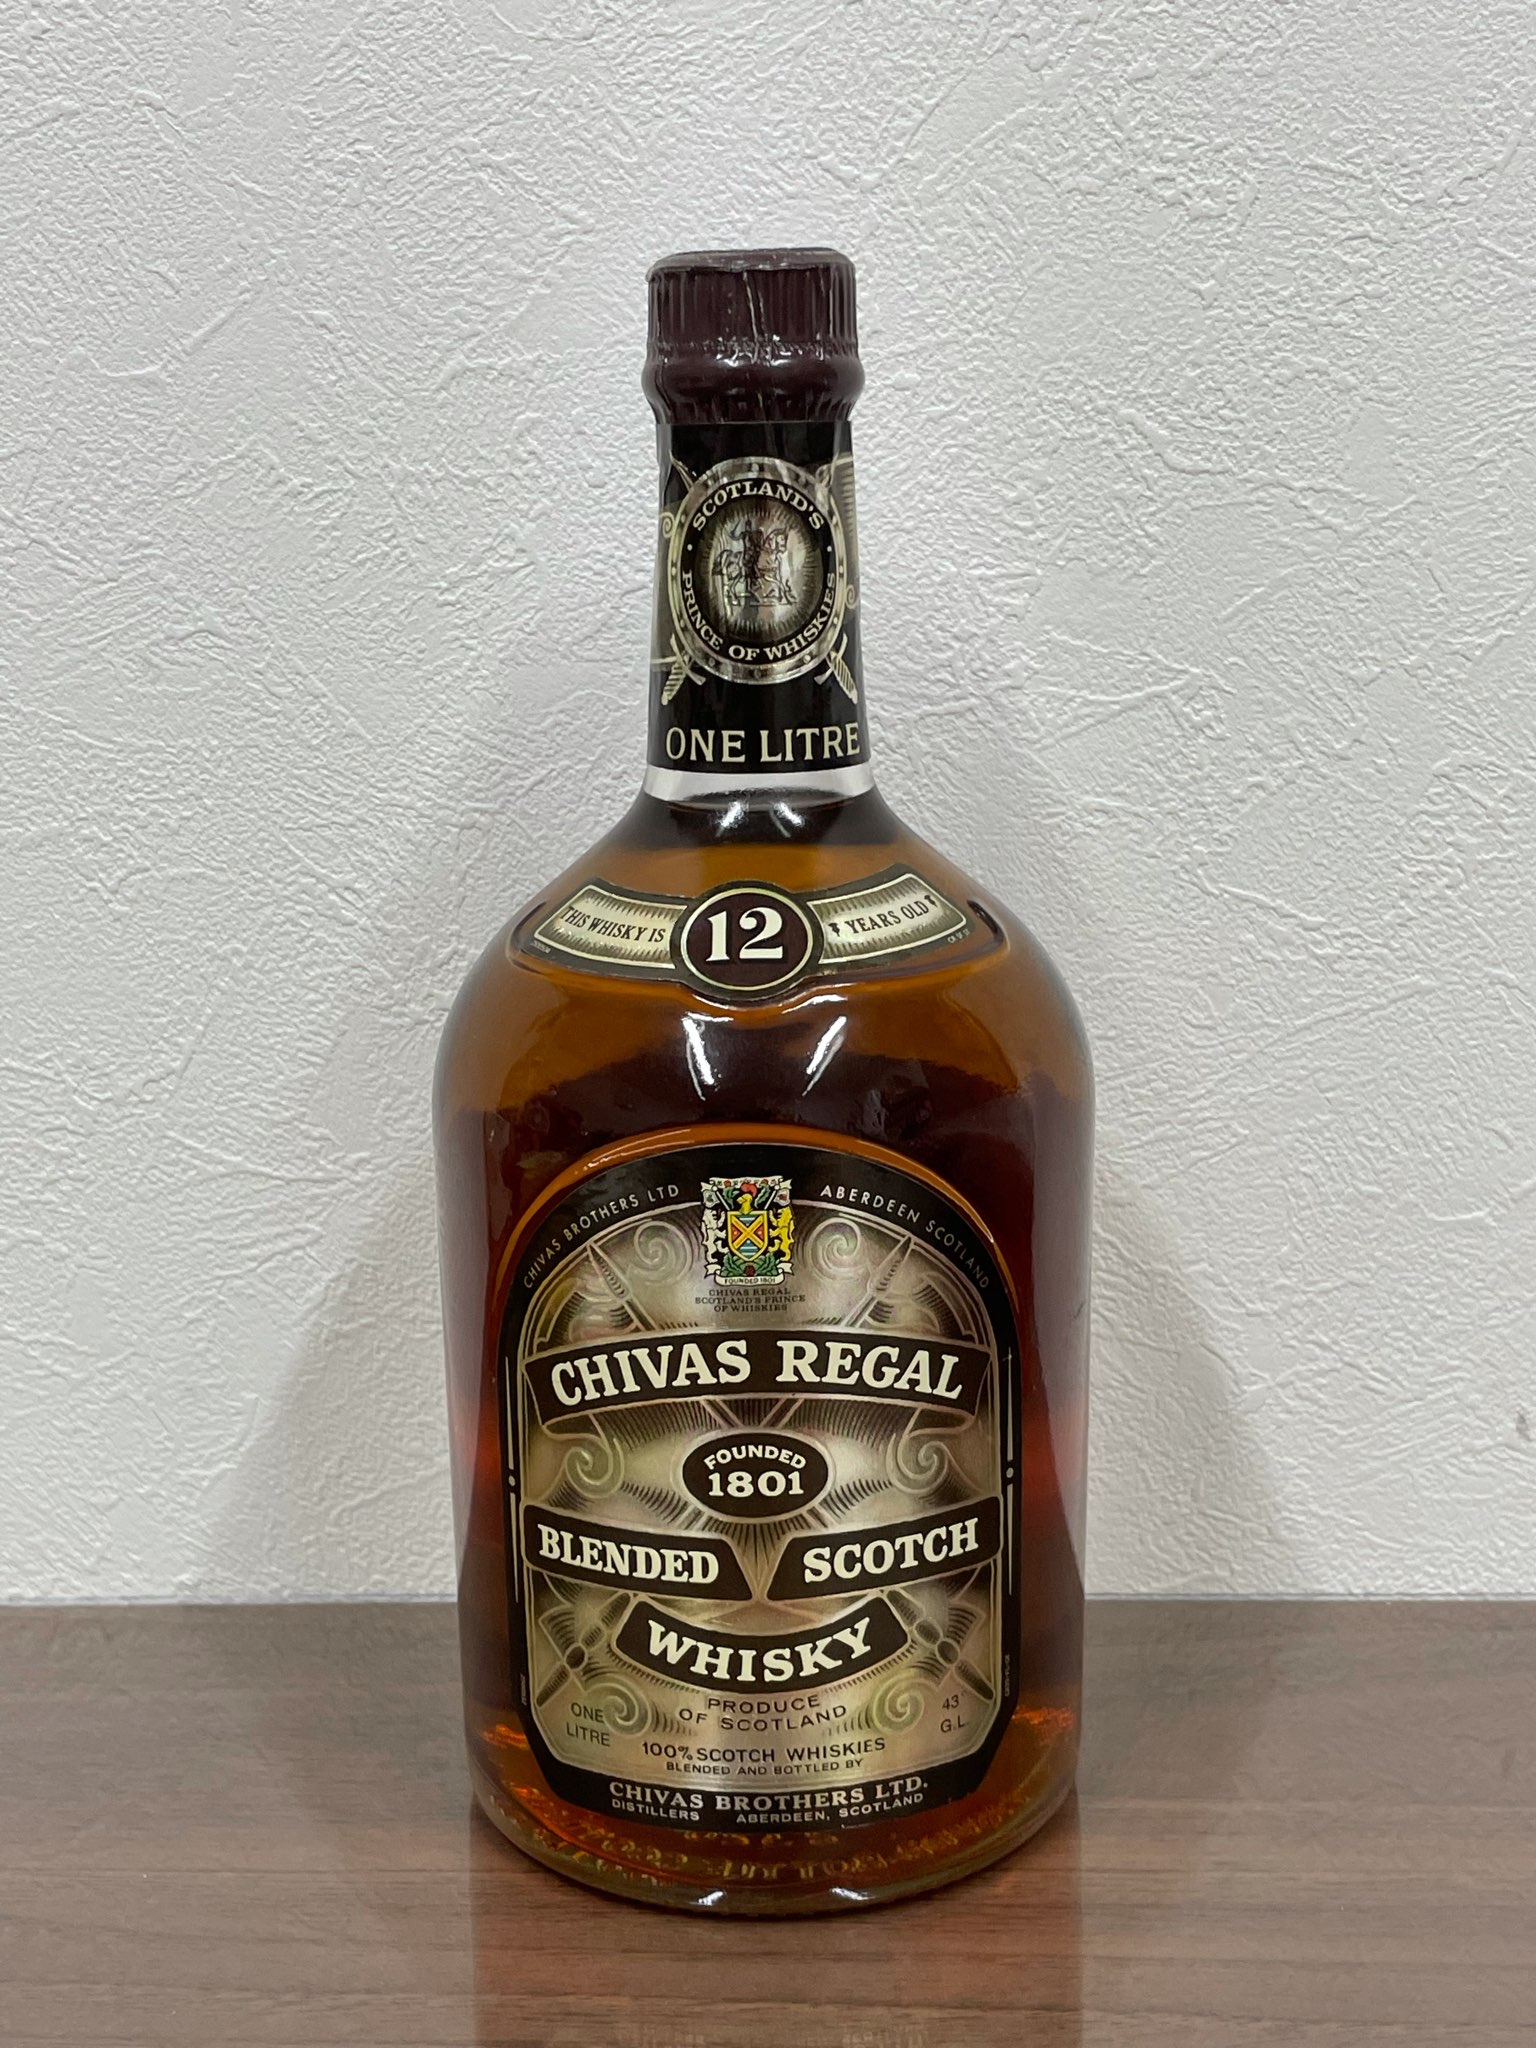 SCOTLAND'S
PRINCE OF WHISKIES
ONE LITRE
THIS WHISKY IS 12 YEARS OLD
CHIVAS BROTHERS LTD ABERDEEN SCOTLAND
FOUNDED 1801
CHIVAS REGAL
SCOTLAND'S PRINCE
OF WHISKIES
CHIVAS REGAL
FOUNDED
1801
BLENDED SCOTCH
WHISKY
PRODUCE
OF SCOTLAND
ONE
LITRE
43°
G.L.
100% SCOTCH WHISKIES
BLENDED AND BOTTLED BY
CHIVAS BROTHERS LTD.
DISTILLERS ABERDEEN, SCOTLAND